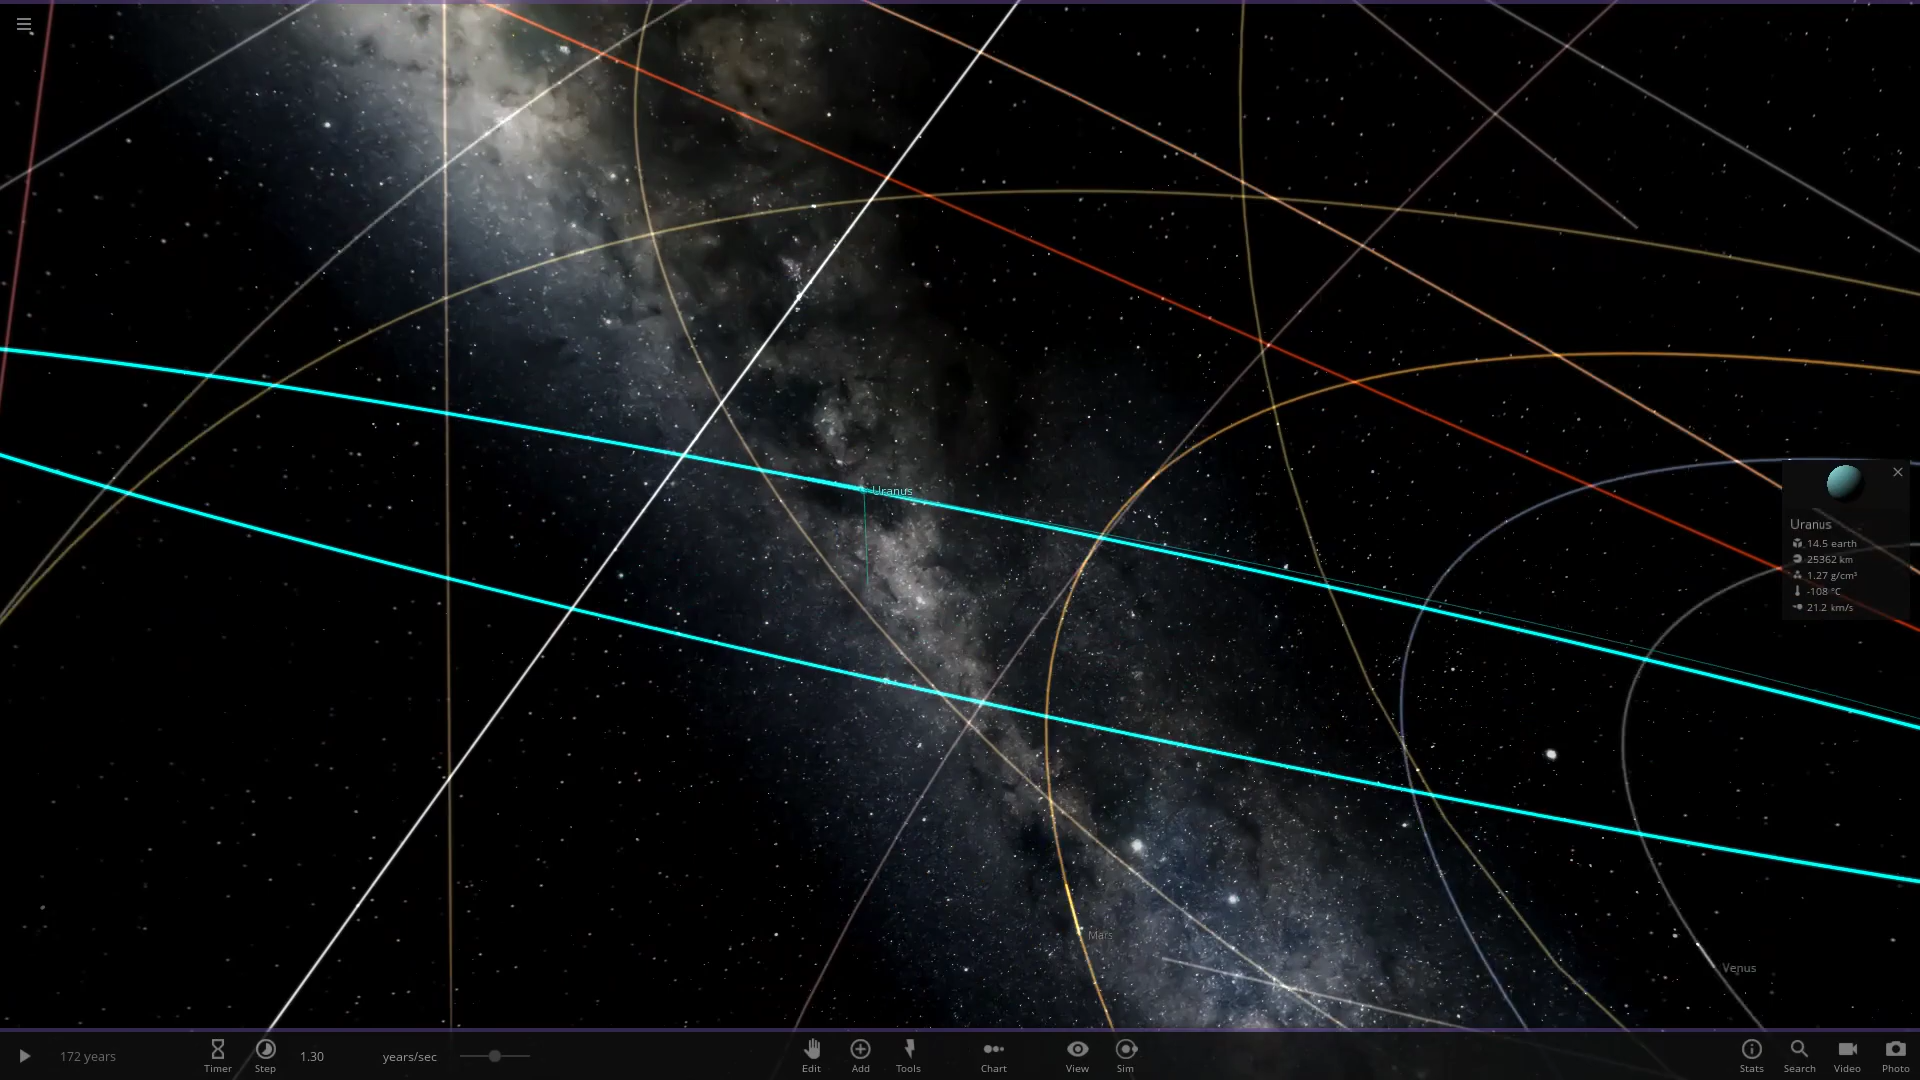 Uranus
Uranus
14.5 earth
25362 km
1.27 g/cm³
-108 °C
21.2 km/s
Mars
Venus
172 years
Timer
Step
1.30
years/sec
Edit
Add
Tools
Chart
View
Sim
Stats
Search
Video
Photo